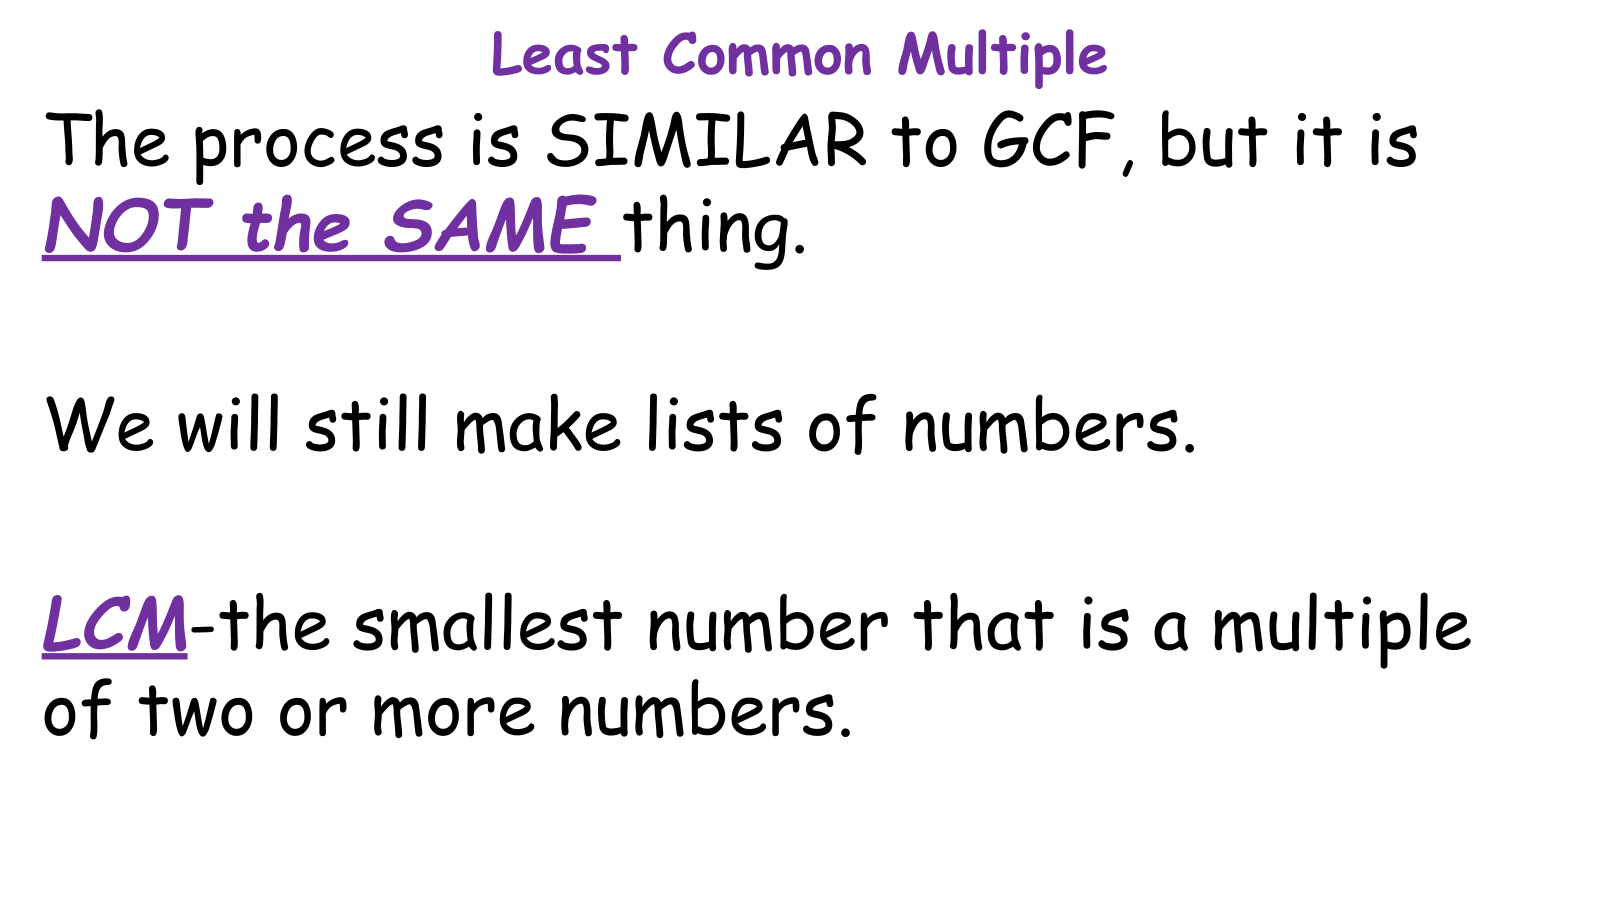 Least Common Multiple
The process is SIMILAR to GCF, but it is
NOT the SAME thing.
We will still make lists of numbers.
LCM-the smallest number that is a multiple
of two or more numbers.